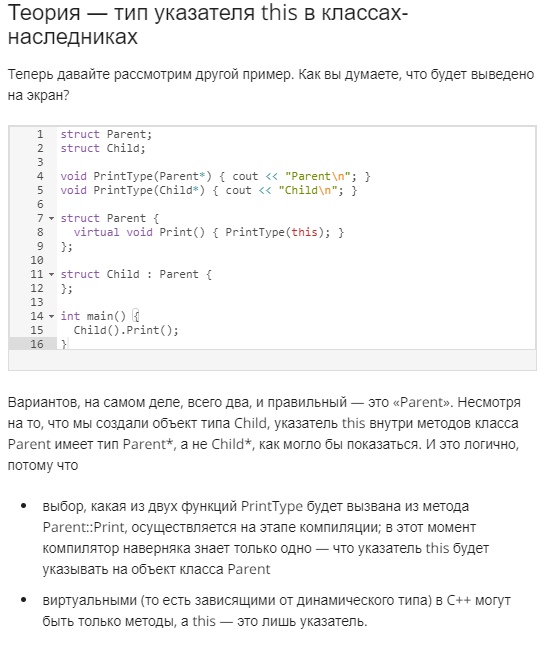 Теория — тип указателя this в классах-
наследниках
Теперь давайте рассмотрим другой пример. Как вы думаете, что будет выведено
на экран?
1 struct Parent;
2 struct Child;
3
4 void PrintType(Parent*) { cout << "Parent\n"; }
5 void PrintType(Child*) { cout << "Child\n"; }
6
7 struct Parent {
8   virtual void Print() { PrintType(this); }
9 };
10
11 struct Child : Parent {
12 };
13
14 int main() {
15   Child().Print();
16 }
Вариантов, на самом деле, всего два, и правильный — это «Parent». Несмотря
на то, что мы создали объект типа Child, указатель this внутри методов класса
Parent имеет тип Parent*, а не Child*, как могло бы показаться. И это логично,
потому что
• выбор, какая из двух функций PrintType будет вызвана из метода
Parent::Print, осуществляется на этапе компиляции; в этот момент
компилятор наверняка знает только одно — что указатель this будет
указывать на объект класса Parent
• виртуальными (то есть зависящими от динамического типа) в C++ могут
быть только методы, а this — это лишь указатель.